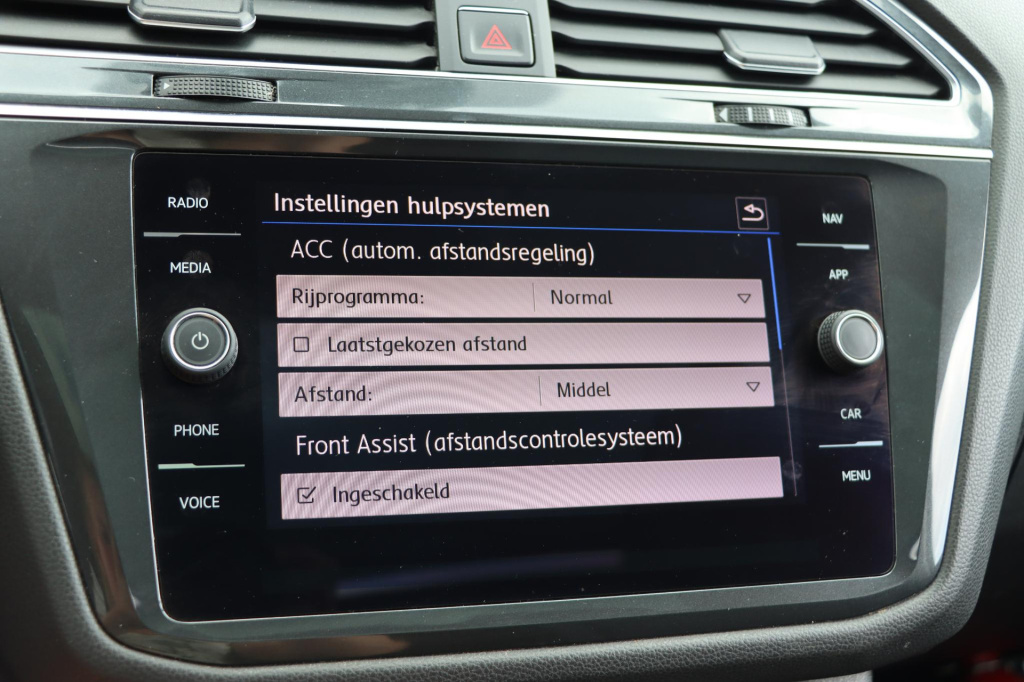 RADIO
MEDIA
PHONE
VOICE
Instellingen hulpsystemen
ACC (autom. afstandsregeling)
Rijprogramma: Normal
Laatstgekozen afstand
Afstand: Middel
Front Assist (afstandscontrolesysteem)
Ingeschakeld
NAV
APP
CAR
MENU